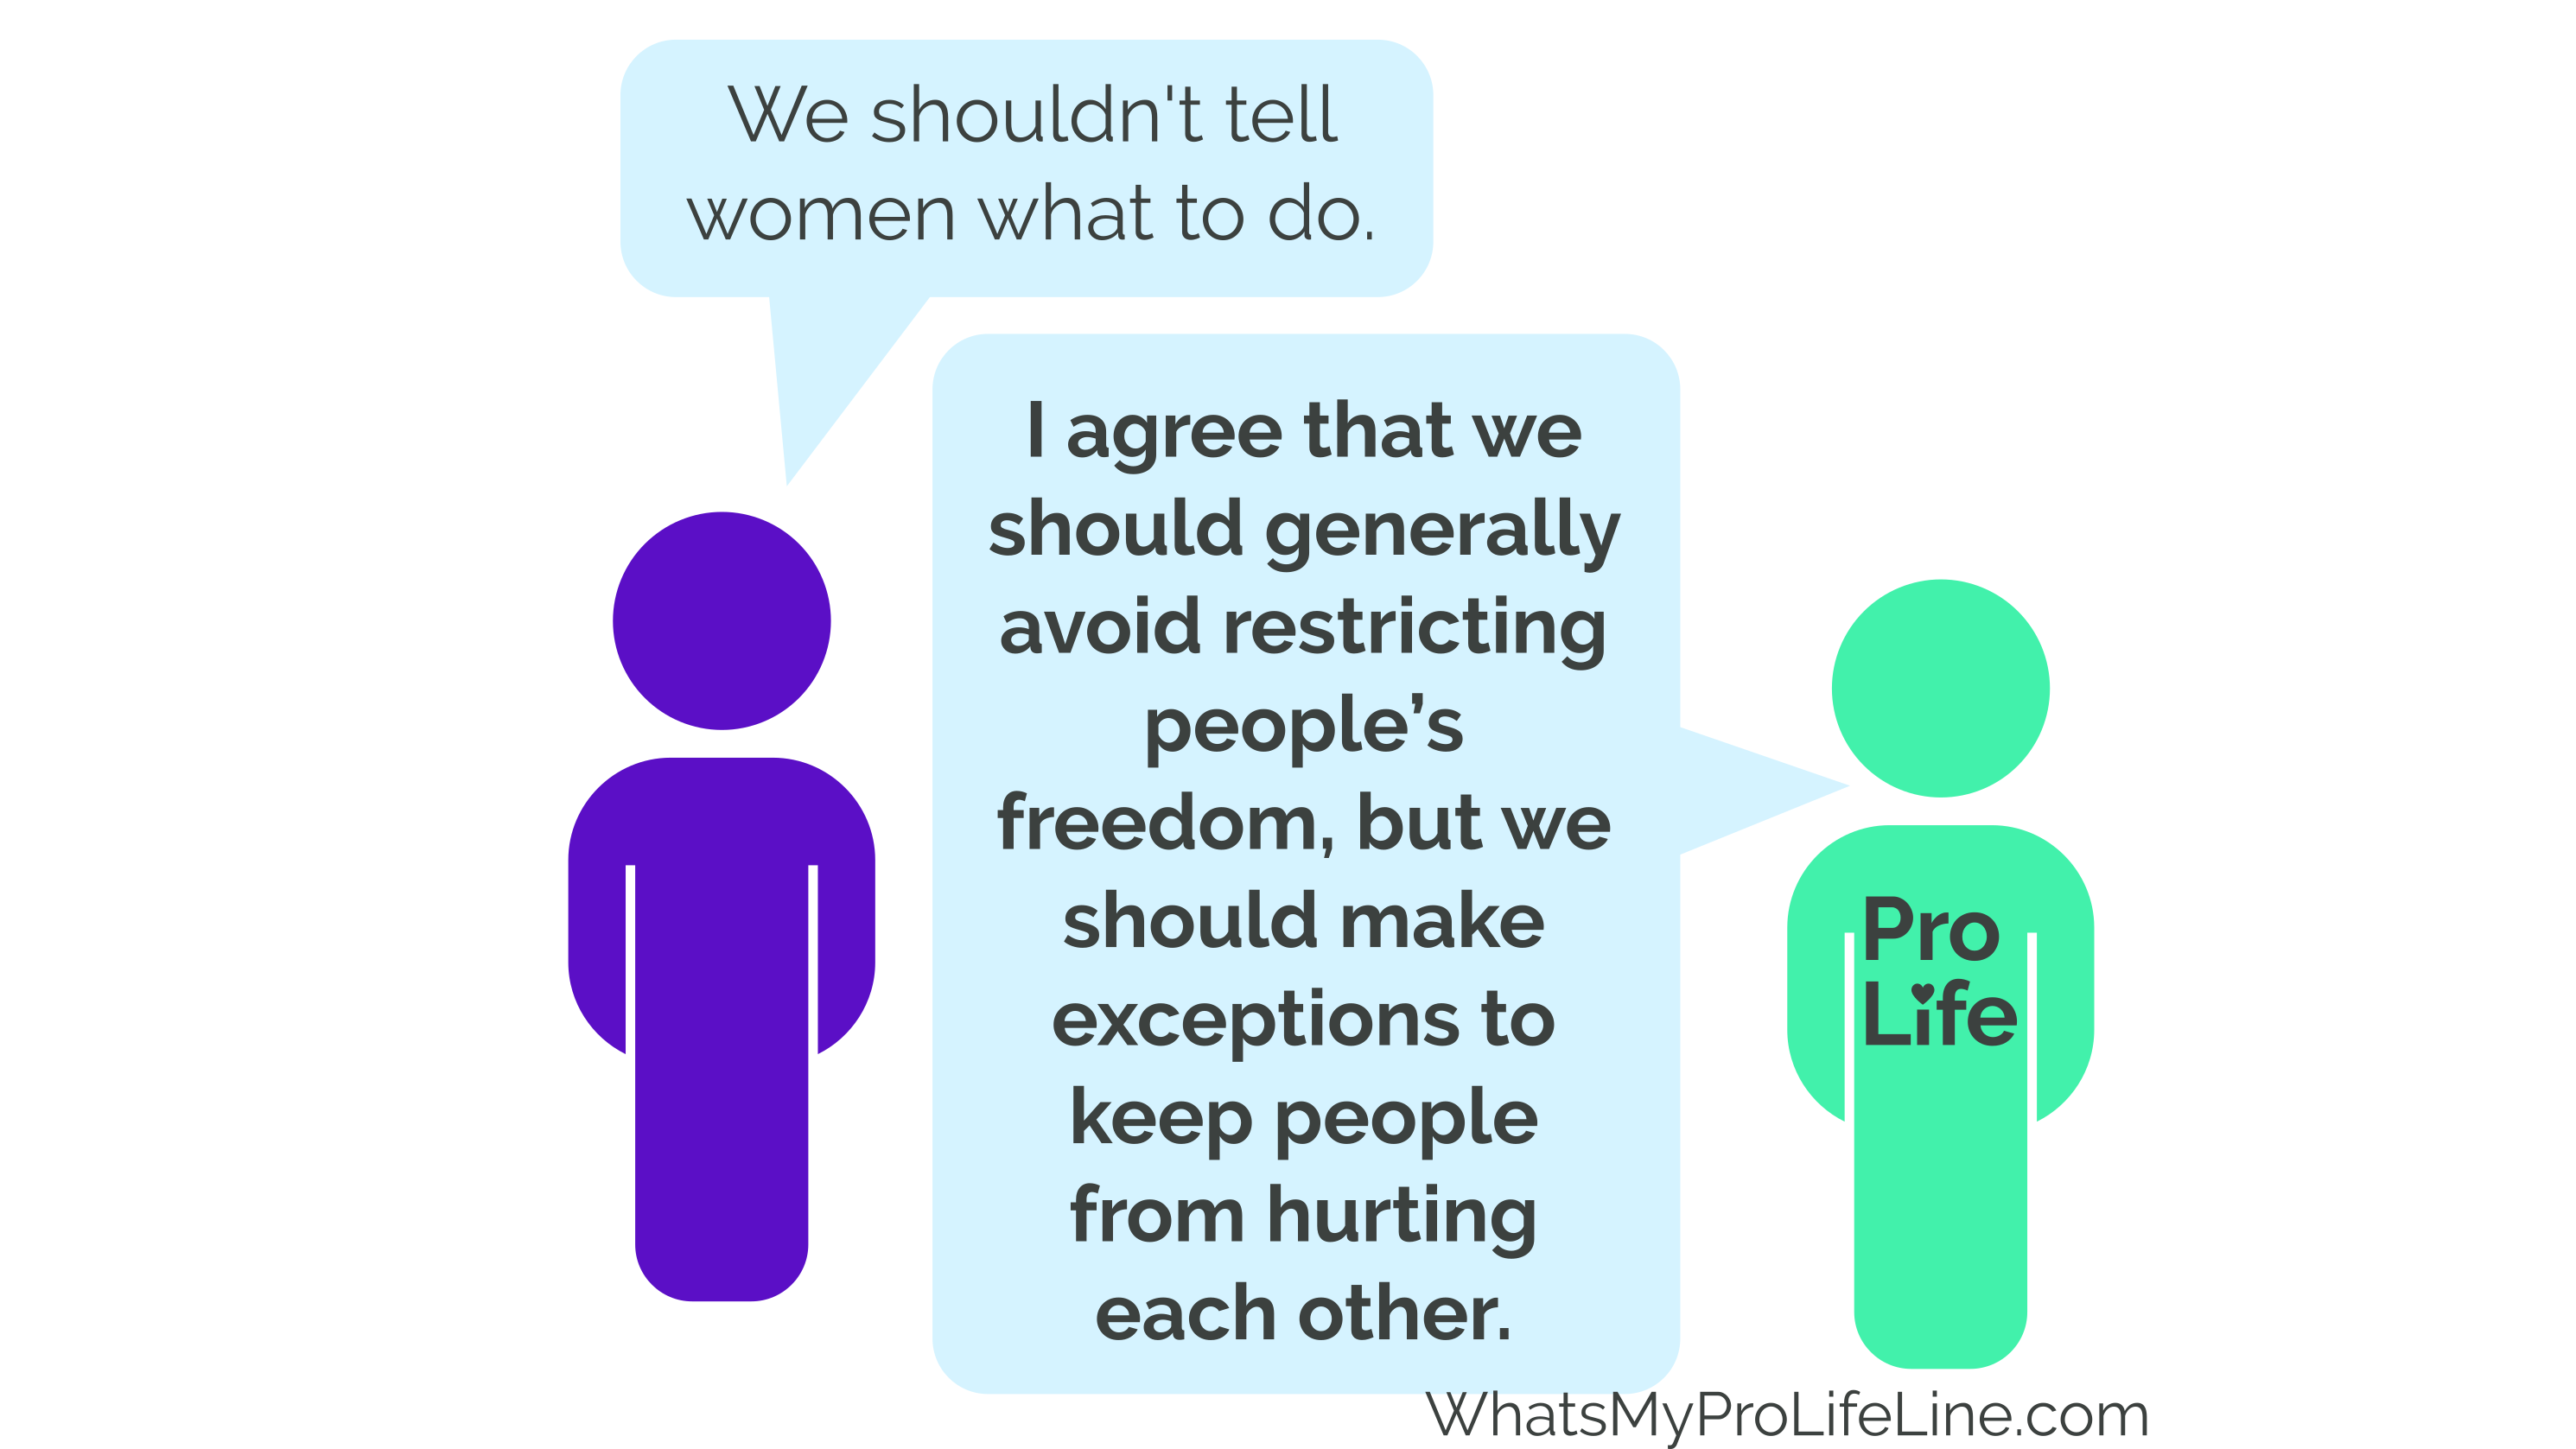 We shouldn't tell
women what to do.
I agree that we
should generally
avoid restricting
people’s
freedom, but we
should make
exceptions to
keep people
from hurting
each other.
Pro
Life
WhatsMyProLifeLine.com